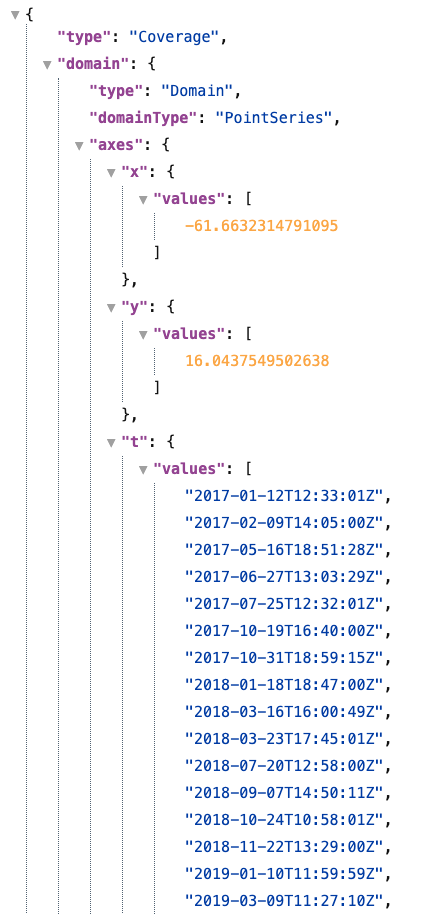 {
"type": "Coverage",
"domain": {
"type": "Domain",
"domainType": "PointSeries",
"axes": {
"x": {
"values": [
-61.6632314791095
]
},
"y": {
"values": [
16.0437549502638
]
},
"t": {
"values": [
"2017-01-12T12:33:01Z",
"2017-02-09T14:05:00Z",
"2017-05-16T18:51:28Z",
"2017-06-27T13:03:29Z",
"2017-07-25T12:32:01Z",
"2017-10-19T16:40:00Z",
"2017-10-31T18:59:15Z",
"2018-01-18T18:47:00Z",
"2018-03-16T16:00:49Z",
"2018-03-23T17:45:01Z",
"2018-07-20T12:58:00Z",
"2018-09-07T14:50:11Z",
"2018-10-24T10:58:01Z",
"2018-11-22T13:29:00Z",
"2019-01-10T11:59:59Z",
"2019-03-09T11:27:10Z",